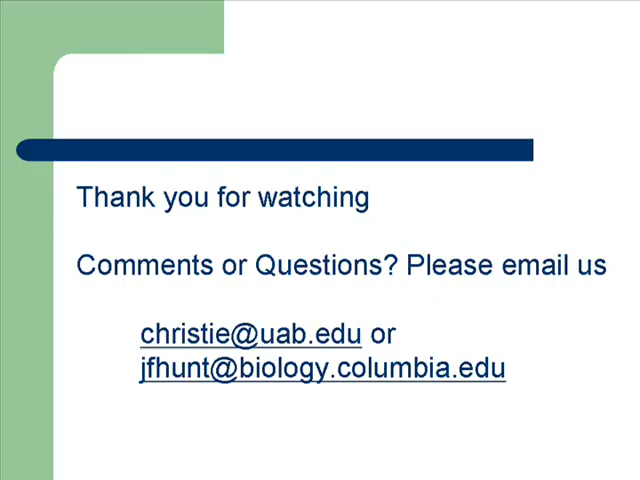 Thank you for watching
Comments or Questions? Please email us
christie@uab.edu or
jfhunt@biology.columbia.edu